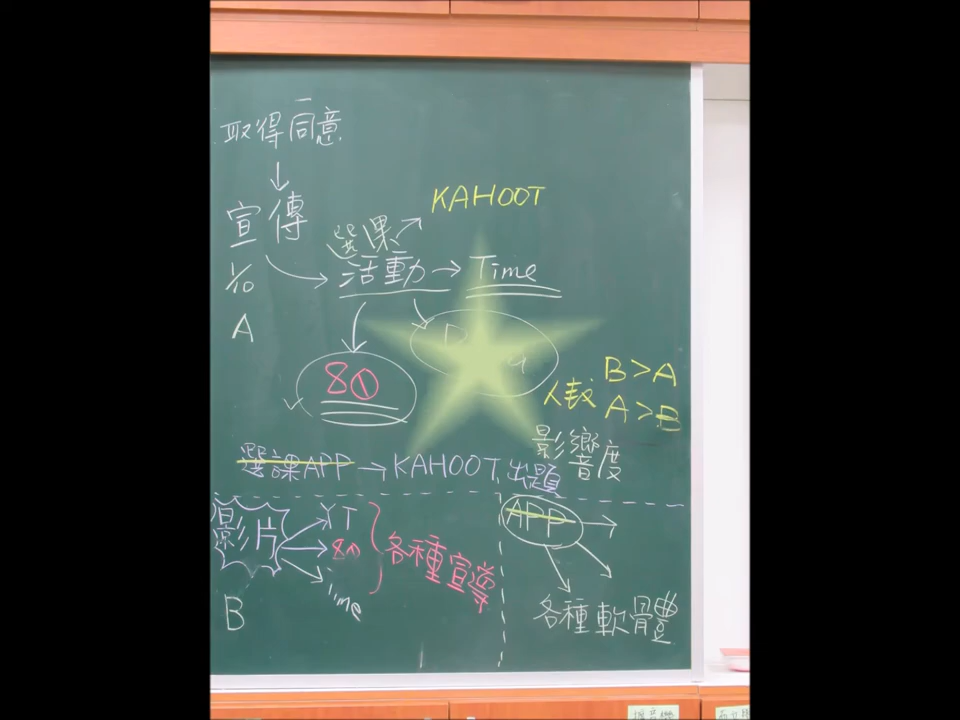 取得同意
宣傳
1/10
A
KAHOOT
選課
活動 → Time
80
人數 B>A
A>B
影響度
選課APP → KAHOOT 出題
影片
YT
80
Time
各種宣導
B
APP
各種軟體